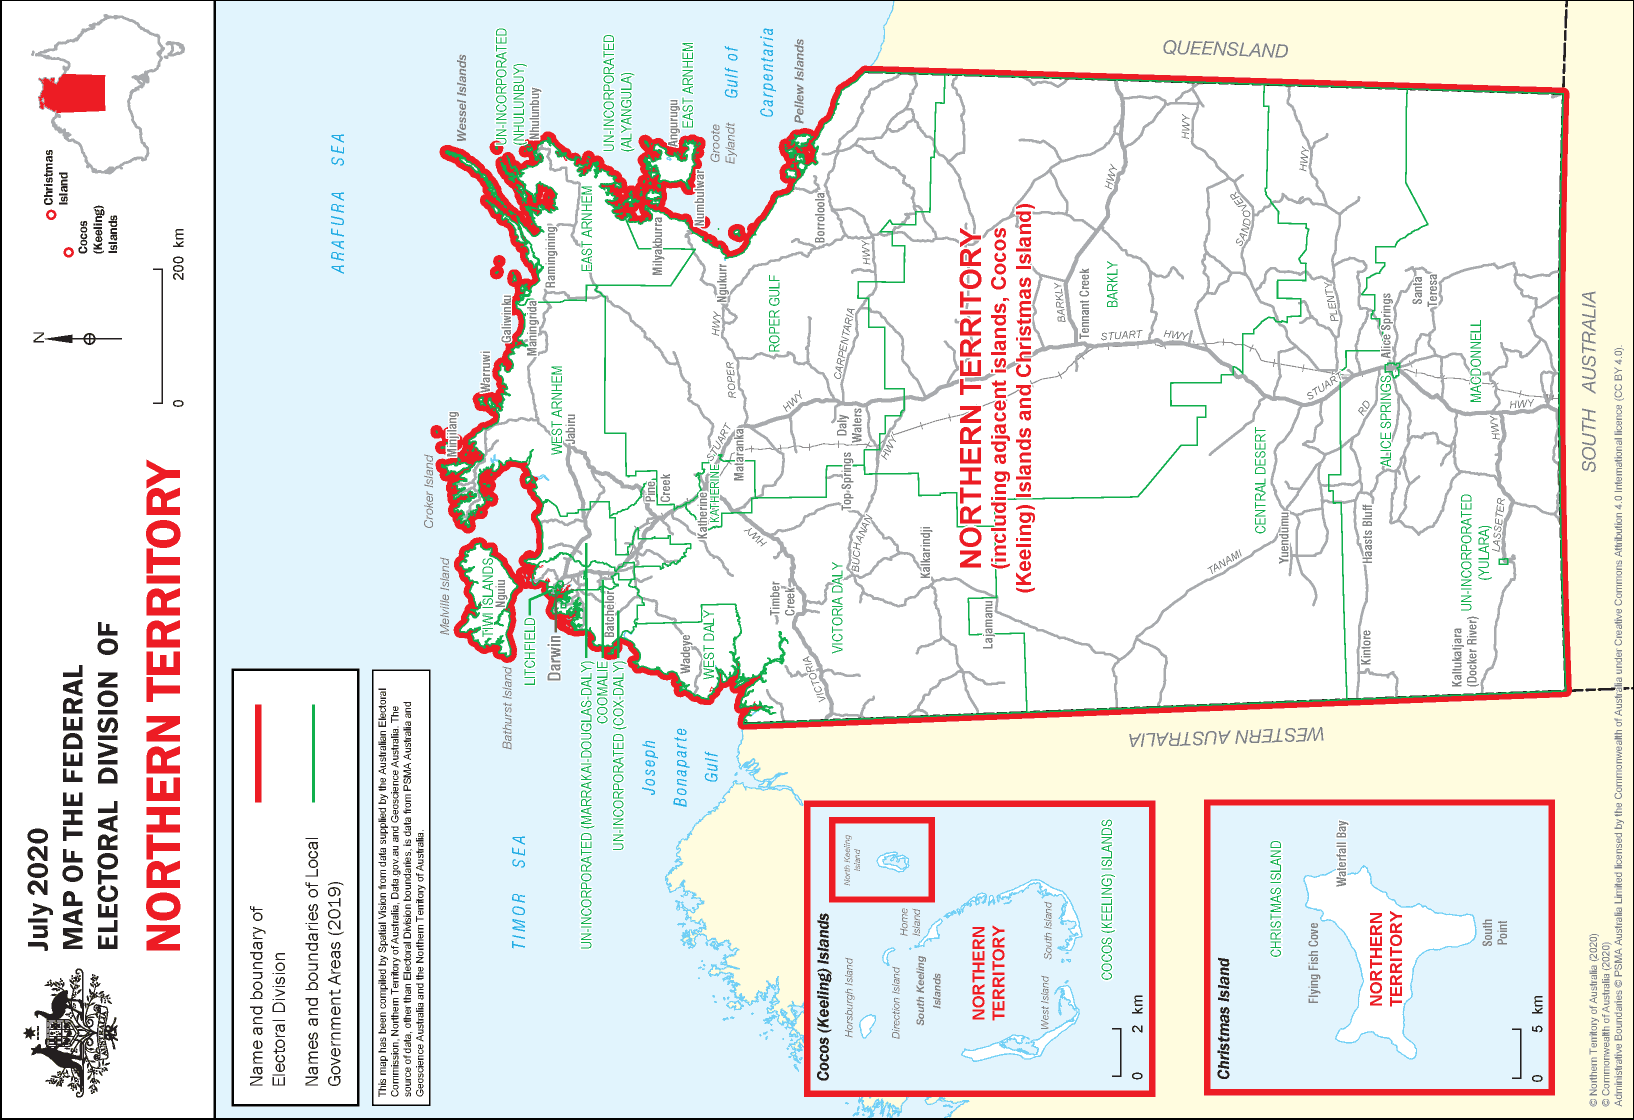 July 2020
MAP OF THE FEDERAL
ELECTORAL DIVISION OF
NORTHERN TERRITORY
0
200 km
N
Christmas
Island
Cocos
(Keeling)
Islands
Name and boundary of
Electoral Division
Names and boundaries of Local
Government Areas (2019)
This map has been compiled by Spatial Vision from data supplied by the Australian Electoral
Commission, Northern Territory of Australia, Data.gov.au and Geoscience Australia. The
source of data, other than Electoral Division boundaries, is data from PSMA Australia and
Geoscience Australia and the Northern Territory of Australia.
ARAFURA SEA
TIMOR SEA
Joseph
Bonaparte
Gulf
Gulf of
Carpentaria
Wessel Islands
Croker Island
Melville Island
Bathurst Island
Groote
Eylandt
Pellew Islands
UN-INCORPORATED
(NHULUNBUY)
Nhulunbuy
UN-INCORPORATED
(ALYANGULA)
Angurugu
EAST ARNHEM
Numbulwar
Milyakburra
EAST ARNHEM
Ramingining
Galiwinku
Maningrida
Warruwi
Minjilang
WEST ARNHEM
Jabiru
TIWI ISLANDS
Nguiu
LITCHFIELD
Darwin
Batchelor
UN-INCORPORATED (MARRAKAI-DOUGLAS-DALY)
COOMALIE
UN-INCORPORATED (COX-DALY)
Pine
Creek
Katherine
KATHERINE
Mataranka
STUART
HWY
ROPER
HWY
Ngukurr
ROPER GULF
Borroloola
CARPENTARIA
HWY
Daly
Waters
HWY
Top Springs
BUCHANAN
HWY
Wadeye
WEST DALY
Timber
Creek
VICTORIA
HWY
VICTORIA DALY
Kalkarindji
Lajamanu
NORTHERN TERRITORY
(including adjacent islands, Cocos
(Keeling) Islands and Christmas Island)
BARKLY
HWY
Tennant Creek
BARKLY
STUART
HWY
SANDOVER
HWY
PLENTY
HWY
CENTRAL DESERT
Yuendumu
TANAMI
RD
STUART
Alice Springs
ALICE SPRINGS
Santa
Teresa
MACDONNELL
HWY
Haasts Bluff
Kintore
Kaltukatjara
(Docker River)
UN-INCORPORATED
(YULARA)
LASSETER
HWY
QUEENSLAND
WESTERN AUSTRALIA
SOUTH AUSTRALIA
Cocos (Keeling) Islands
North Keeling
Island
Horsburgh Island
Direction Island
Home
Island
South Keeling
Islands
NORTHERN
TERRITORY
West Island
South Island
COCOS (KEELING) ISLANDS
0
2 km
Christmas Island
CHRISTMAS ISLAND
Flying Fish Cove
Waterfall Bay
NORTHERN
TERRITORY
South
Point
0
5 km
© Northern Territory of Australia (2020)
© Commonwealth of Australia (2020)
Administrative Boundaries © PSMA Australia Limited licensed by the Commonwealth of Australia under Creative Commons Attribution 4.0 International licence (CC BY 4.0).